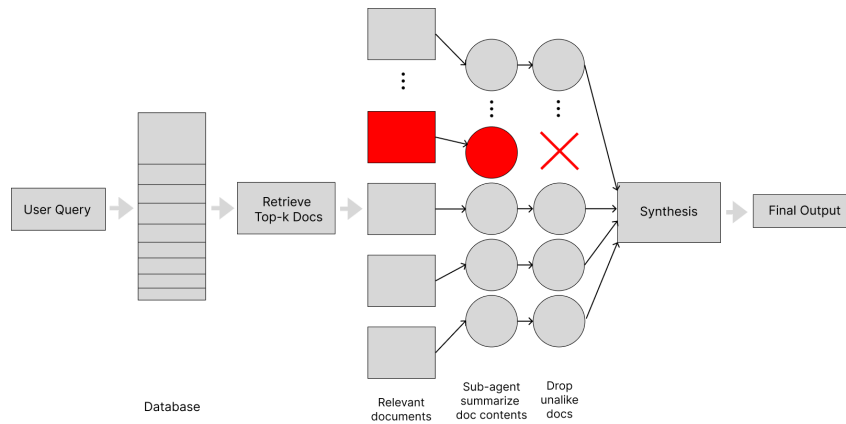 User Query
Database
Retrieve
Top-k Docs
Relevant
documents
Sub-agent
summarize
doc contents
Drop
unalike
docs
Synthesis
Final Output